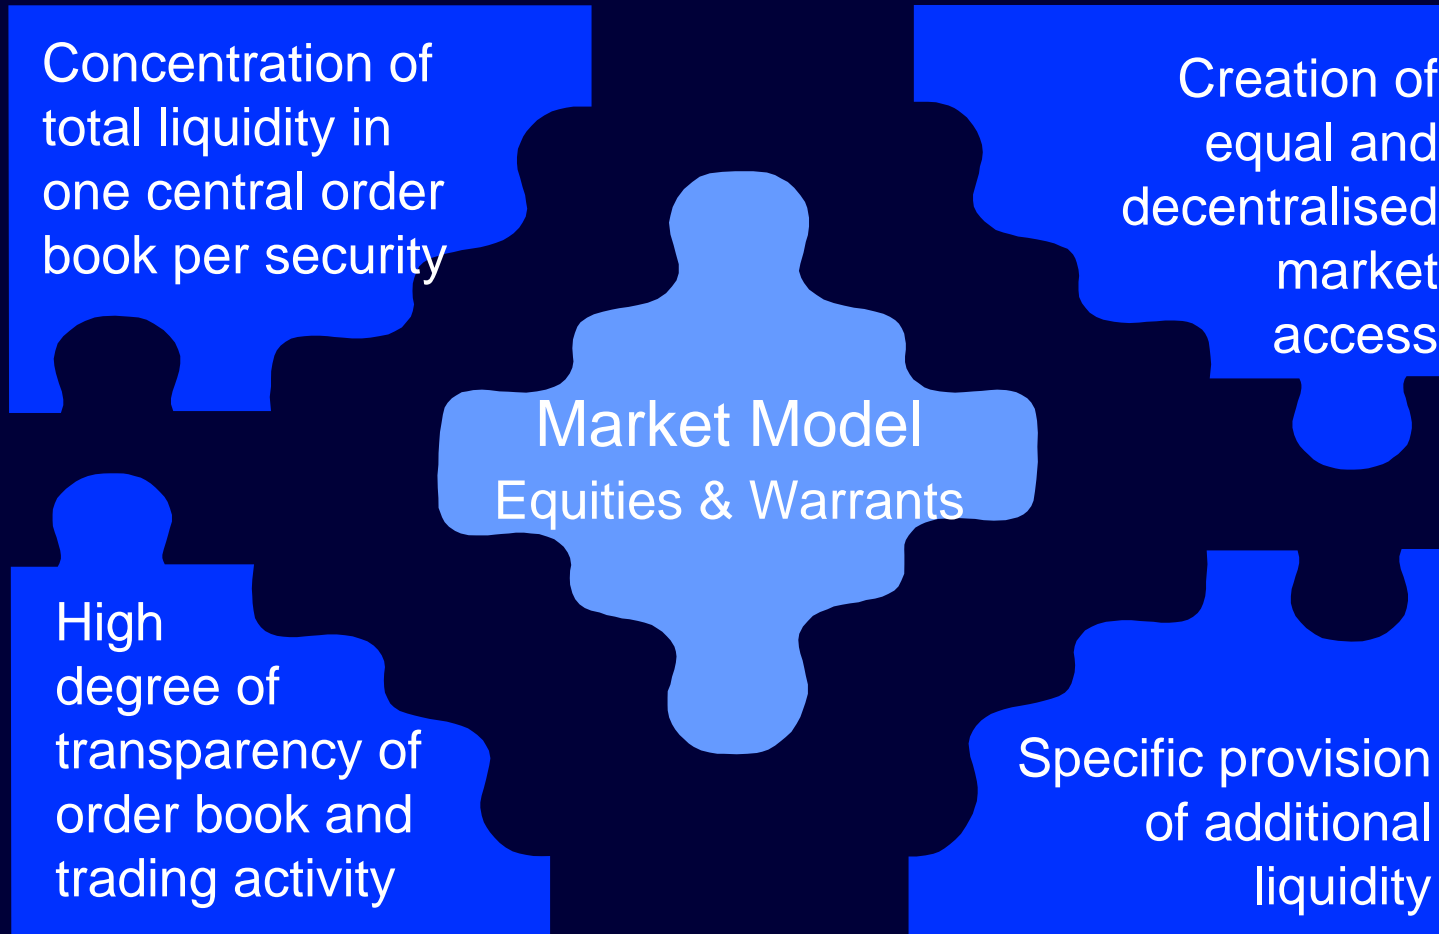 Concentration of
total liquidity in
one central order
book per security
Creation of
equal and
decentralised
market
access
Market Model
Equities & Warrants
High
degree of
transparency of
order book and
trading activity
Specific provision
of additional
liquidity